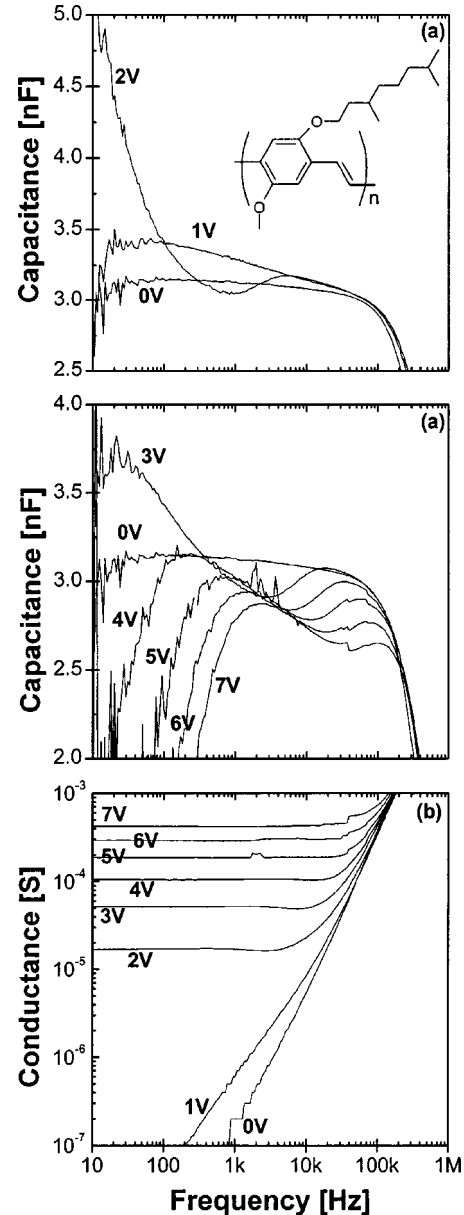 5.0
4.5
4.0
3.5
3.0
2.5
Capacitance [nF]
(a)
2V
1V
0V
O
O
n
4.0
3.5
3.0
2.5
2.0
Capacitance [nF]
(a)
3V
0V
4V
5V
6V
7V
10-3
10-4
10-5
10-6
10-7
Conductance [S]
(b)
7V
6V
5V
4V
3V
2V
1V
0V
10 100 1k 10k 100k 1M
Frequency [Hz]